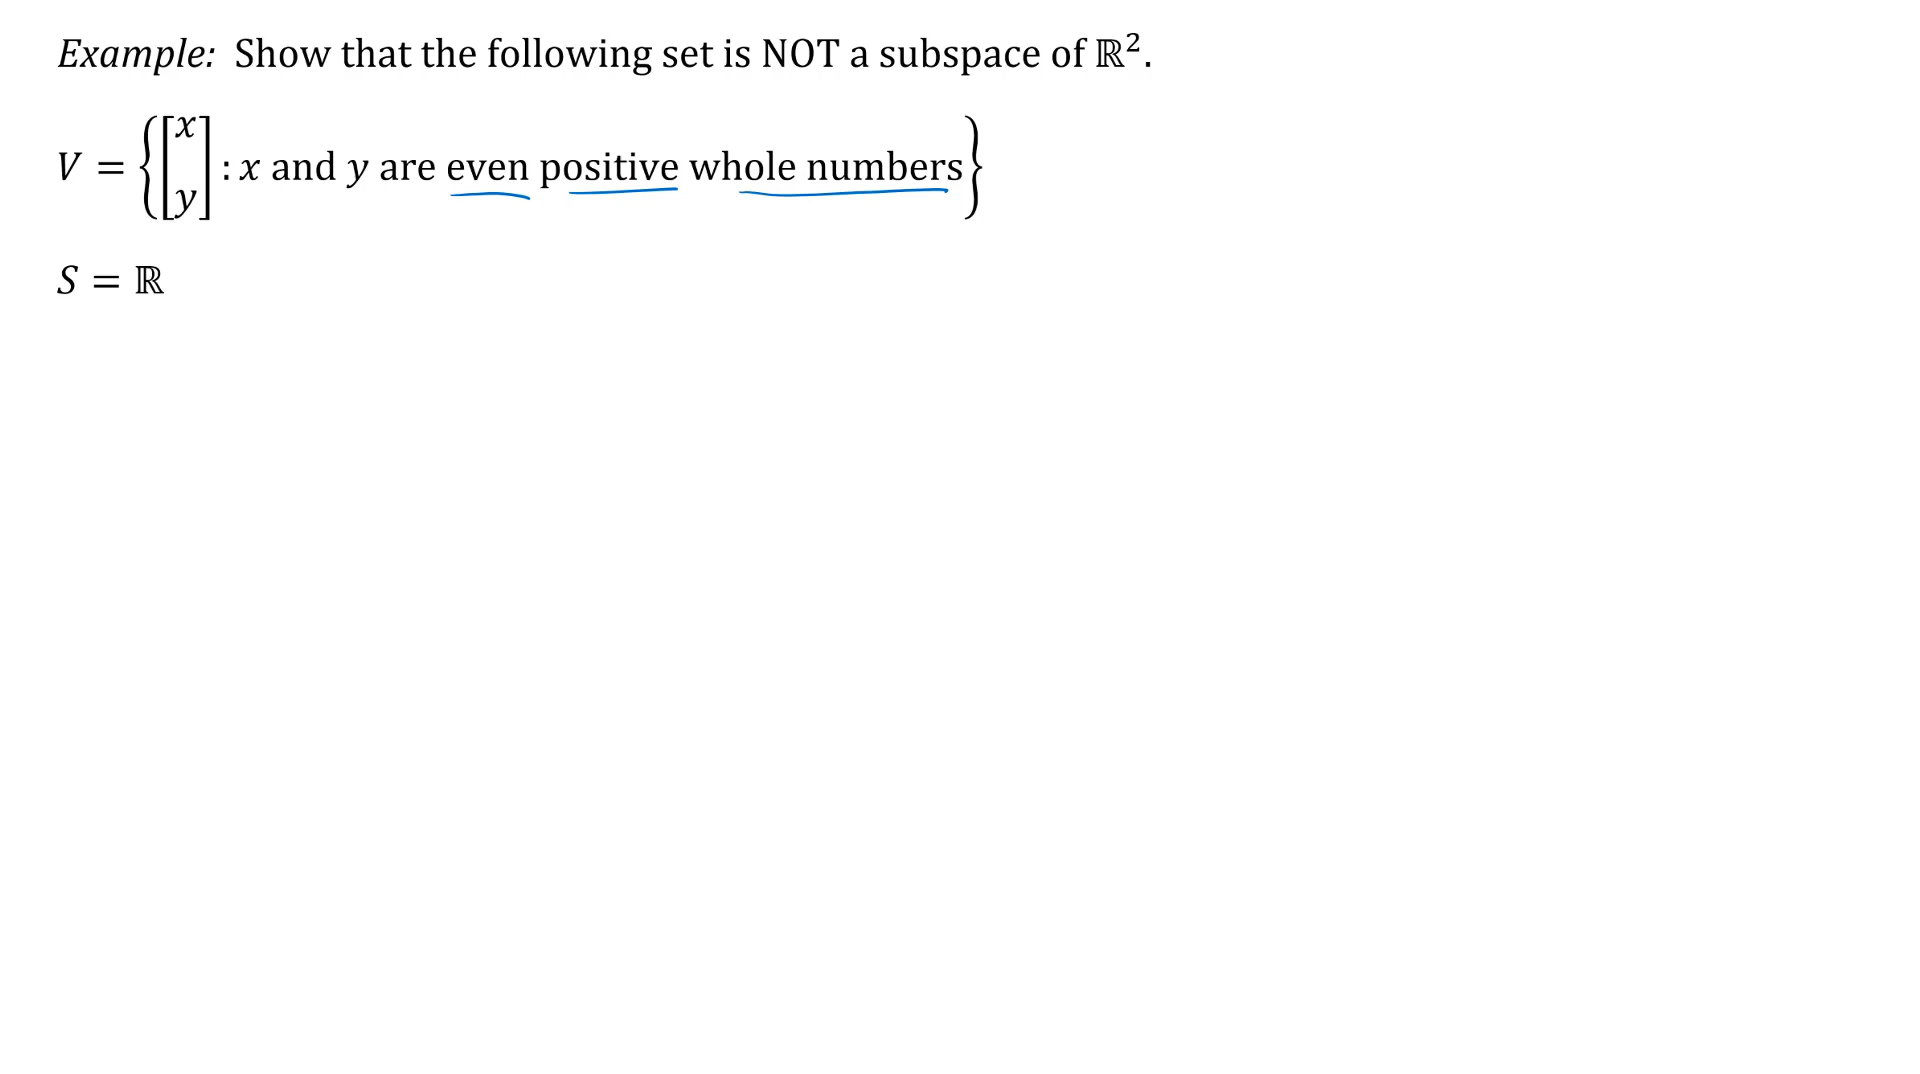 Example: Show that the following set is NOT a subspace of ℝ².
V = {[x y] : x and y are even positive whole numbers}
S = ℝ